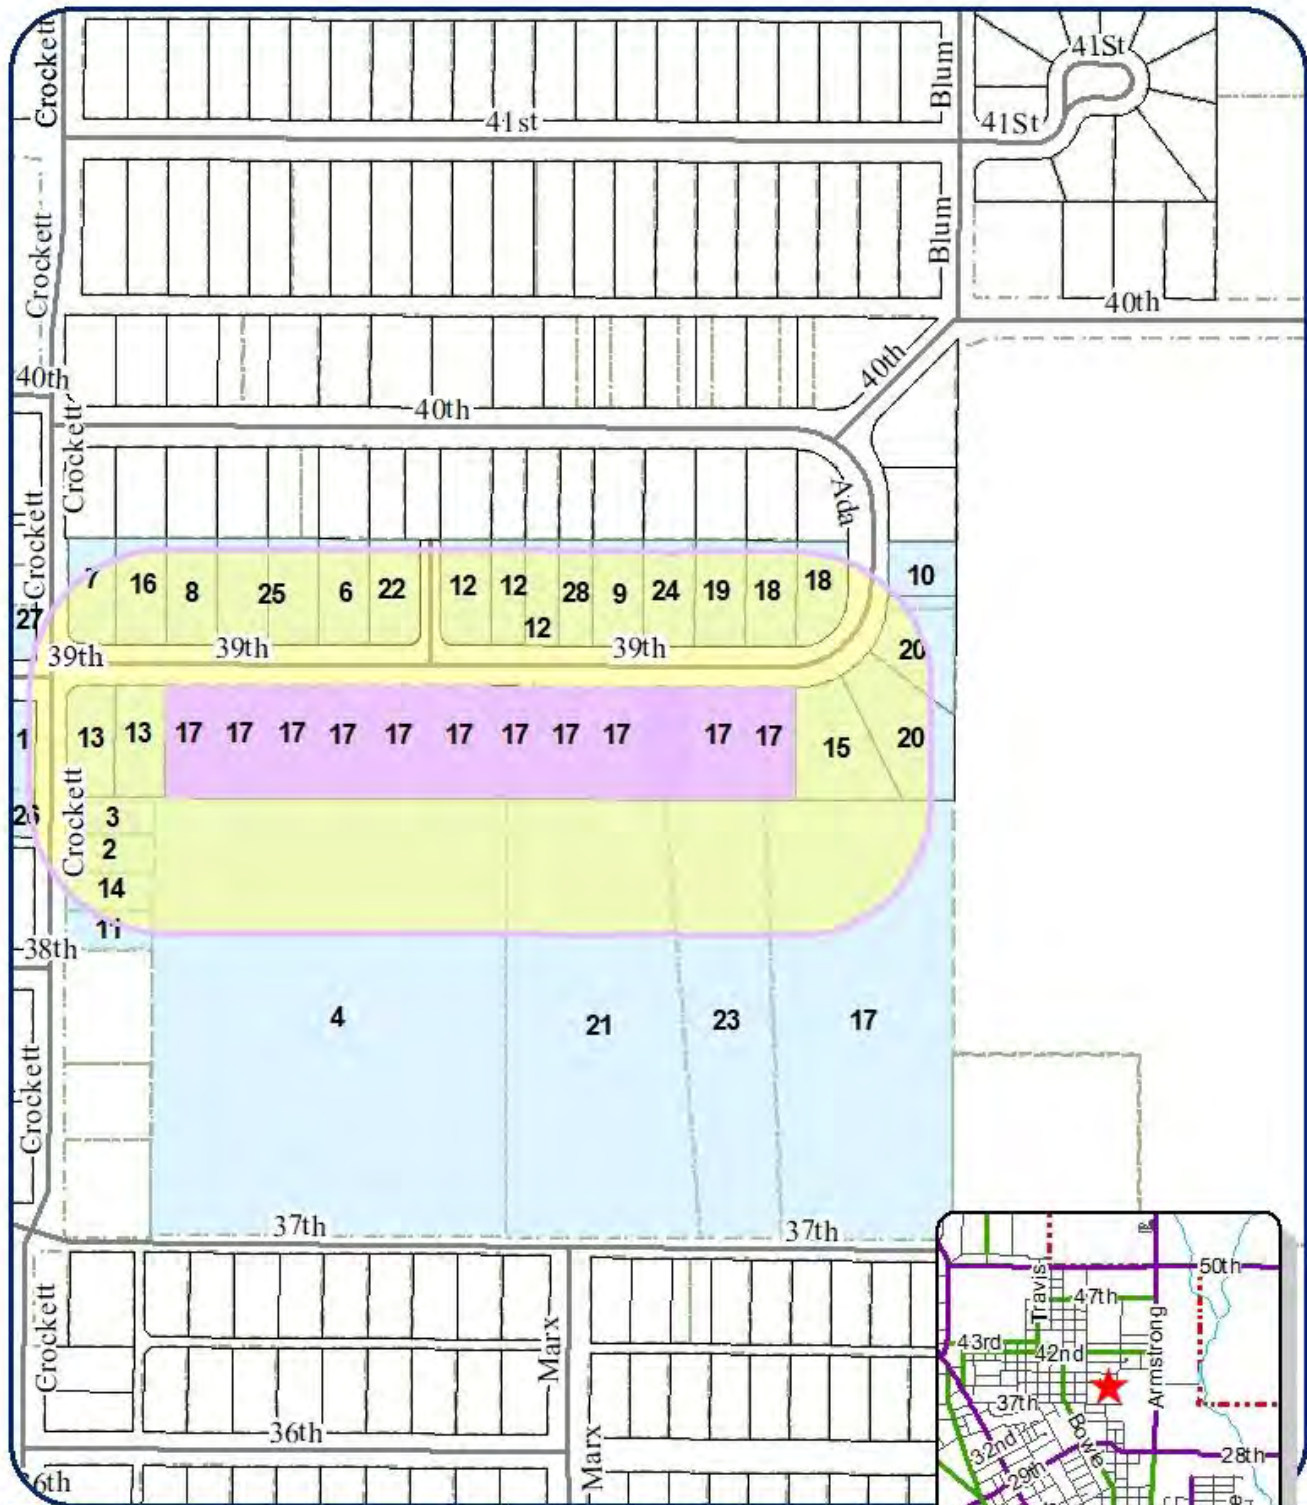 Crockett
Blum
41St
41st
41St
Crockett
Blum
40th
40th
40th
40th
Crockett
Ada
Crockett
7 16 8 25 6 22 12 12 28 9 24 19 18 18 10
27
12
39th
39th
39th
20
1
13 13 17 17 17 17 17 17 17 17 17 17 17 15 20
Crockett
26
3
2
14
11
38th
4
21
23
17
Crockett
37th
37th
Crockett
Marx
36th
Marx
50th
Travis
47th
43rd
42nd
Armstrong
37th
Bowe
32nd
28th
29th